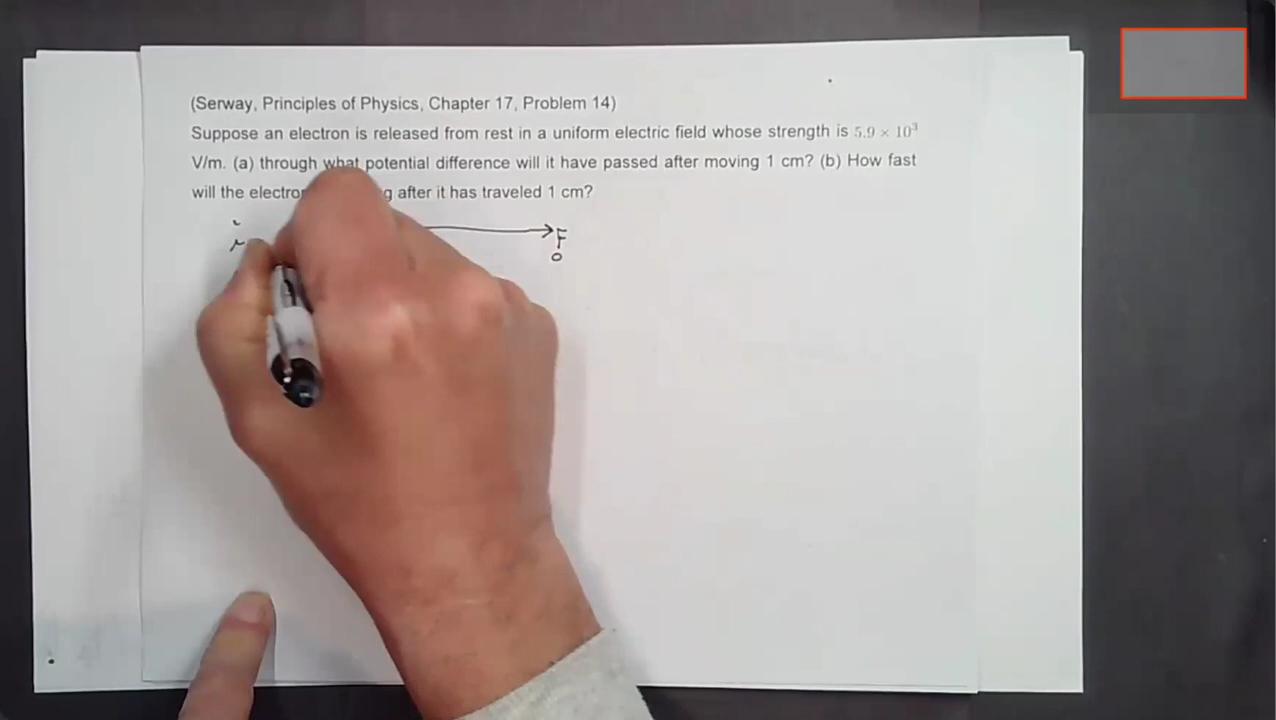 (Serway, Principles of Physics, Chapter 17, Problem 14)
Suppose an electron is released from rest in a uniform electric field whose strength is 5.9 × 10³
V/m. (a) through what potential difference will it have passed after moving 1 cm? (b) How fast
will the g after it has traveled 1 cm?
i F